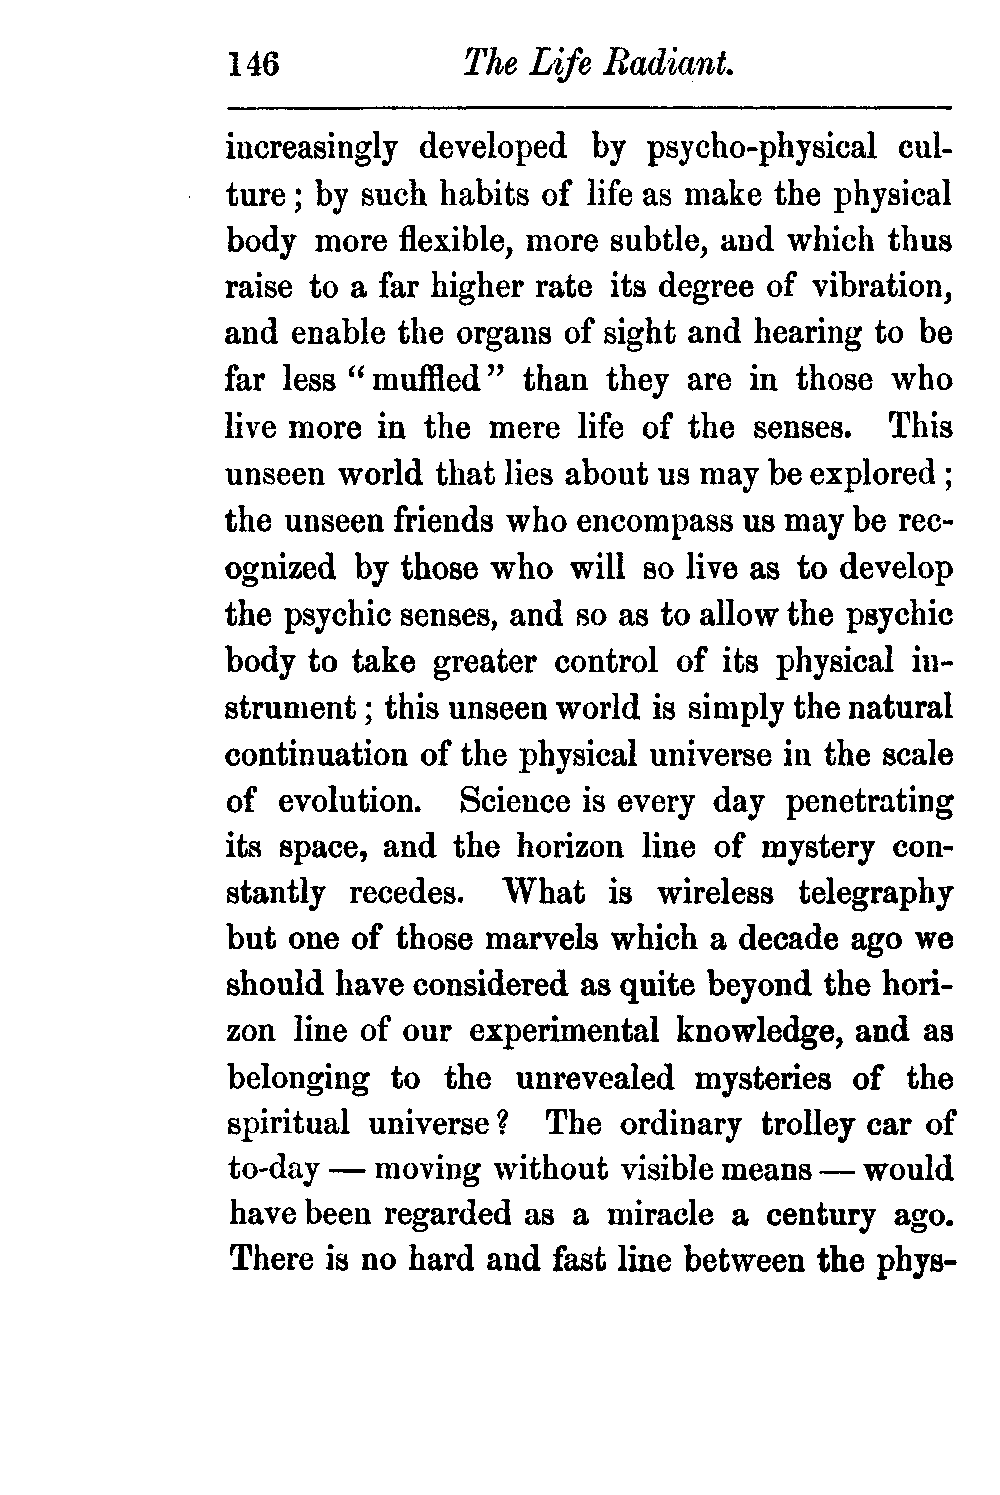 146 The Life Radiant.
increasingly developed by psycho-physical cul-
ture ; by such habits of life as make the physical
body more flexible, more subtle, and which thus
raise to a far higher rate its degree of vibration,
and enable the organs of sight and hearing to be
far less “ muffled ” than they are in those who
live more in the mere life of the senses. This
unseen world that lies about us may be explored ;
the unseen friends who encompass us may be rec-
ognized by those who will so live as to develop
the psychic senses, and so as to allow the psychic
body to take greater control of its physical in-
strument ; this unseen world is simply the natural
continuation of the physical universe in the scale
of evolution. Science is every day penetrating
its space, and the horizon line of mystery con-
stantly recedes. What is wireless telegraphy
but one of those marvels which a decade ago we
should have considered as quite beyond the hori-
zon line of our experimental knowledge, and as
belonging to the unrevealed mysteries of the
spiritual universe ? The ordinary trolley car of
to-day — moving without visible means — would
have been regarded as a miracle a century ago.
There is no hard and fast line between the phys-